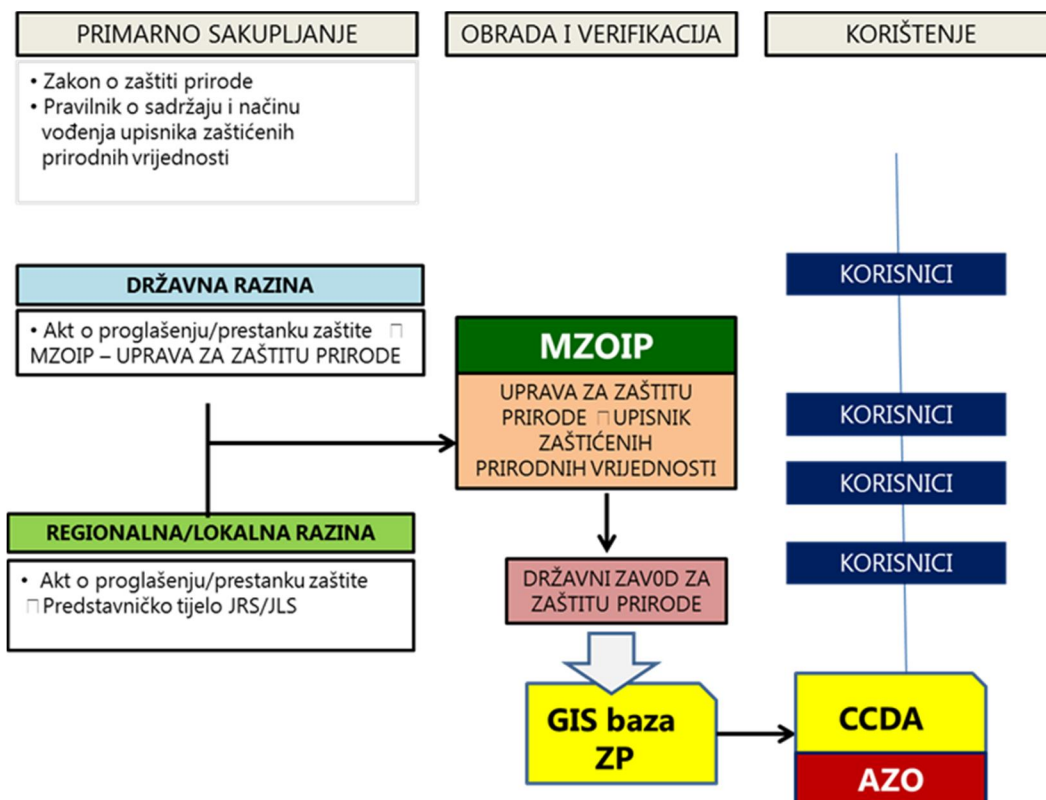 PRIMARNO SAKUPLJANJE
OBRADA I VERIFIKACIJA
KORIŠTENJE
• Zakon o zaštiti prirode
• Pravilnik o sadržaju i načinu
vođenja upisnika zaštićenih
prirodnih vrijednosti
DRŽAVNA RAZINA
• Akt o proglašenju/prestanku zaštite □
MZOIP – UPRAVA ZA ZAŠTITU PRIRODE
REGIONALNA/LOKALNA RAZINA
• Akt o proglašenju/prestanku zaštite
□ Predstavničko tijelo JRS/JLS
MZOIP
UPRAVA ZA ZAŠTITU
PRIRODE □ UPISNIK
ZAŠTIĆENIH
PRIRODNIH VRIJEDNOSTI
DRŽAVNI ZAV0D ZA
ZAŠTITU PRIRODE
GIS baza
ZP
KORISNICI
KORISNICI
KORISNICI
KORISNICI
CCDA
AZO